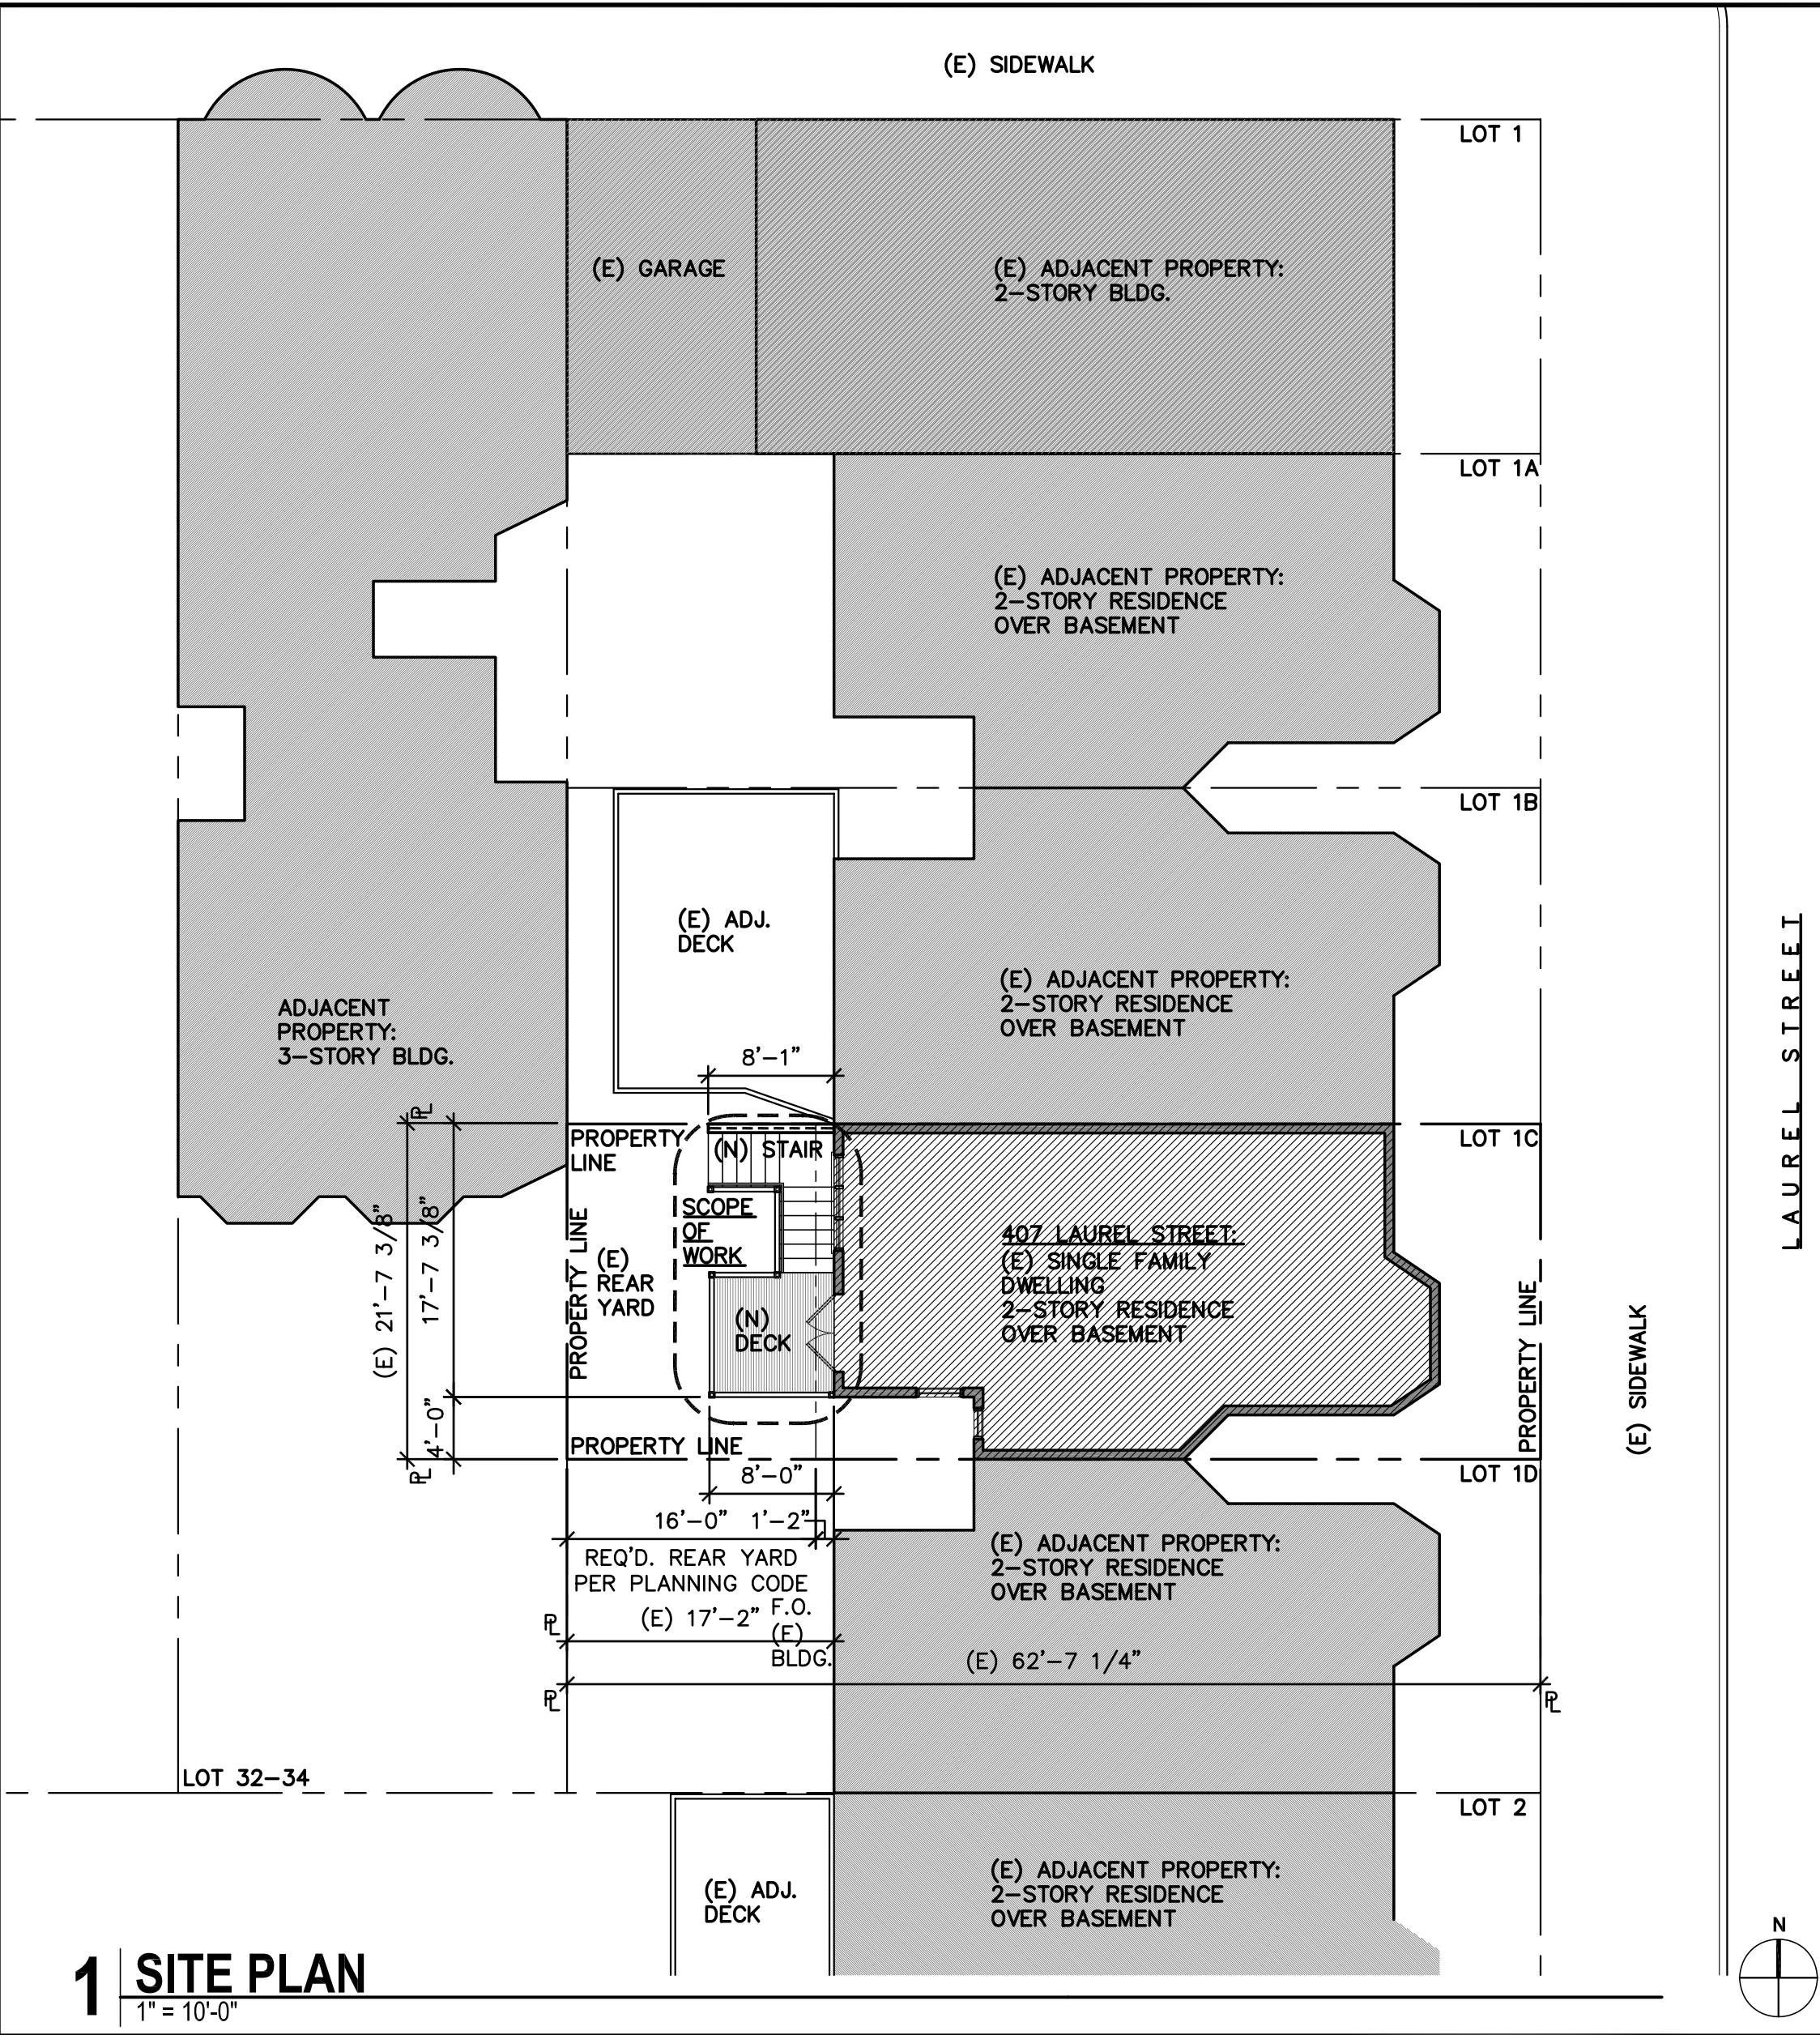 (E) SIDEWALK
LOT 1
(E) GARAGE
(E) ADJACENT PROPERTY:
2-STORY BLDG.
LOT 1A
(E) ADJACENT PROPERTY:
2-STORY RESIDENCE
OVER BASEMENT
LOT 1B
(E) ADJ.
DECK
(E) ADJACENT PROPERTY:
2-STORY RESIDENCE
OVER BASEMENT
LAUREL STREET
ADJACENT
PROPERTY:
3-STORY BLDG.
8'-1"
PL
PROPERTY
LINE
(N) STAIR
LOT 1C
(E) 21'-7 3/8"
17'-7 3/8"
4'-0"
PL
PROPERTY LINE
(E)
REAR
YARD
SCOPE
OF
WORK
(N)
DECK
407 LAUREL STREET:
(E) SINGLE FAMILY
DWELLING
2-STORY RESIDENCE
OVER BASEMENT
PROPERTY LINE
(E) SIDEWALK
PROPERTY LINE
LOT 1D
8'-0"
16'-0" 1'-2"
REQ'D. REAR YARD
PER PLANNING CODE
(E) 17'-2"
F.O.
(E)
BLDG.
PL
(E) ADJACENT PROPERTY:
2-STORY RESIDENCE
OVER BASEMENT
(E) 62'-7 1/4"
PL
PL
LOT 32-34
LOT 2
(E) ADJ.
DECK
(E) ADJACENT PROPERTY:
2-STORY RESIDENCE
OVER BASEMENT
N
1 SITE PLAN
1" = 10'-0"